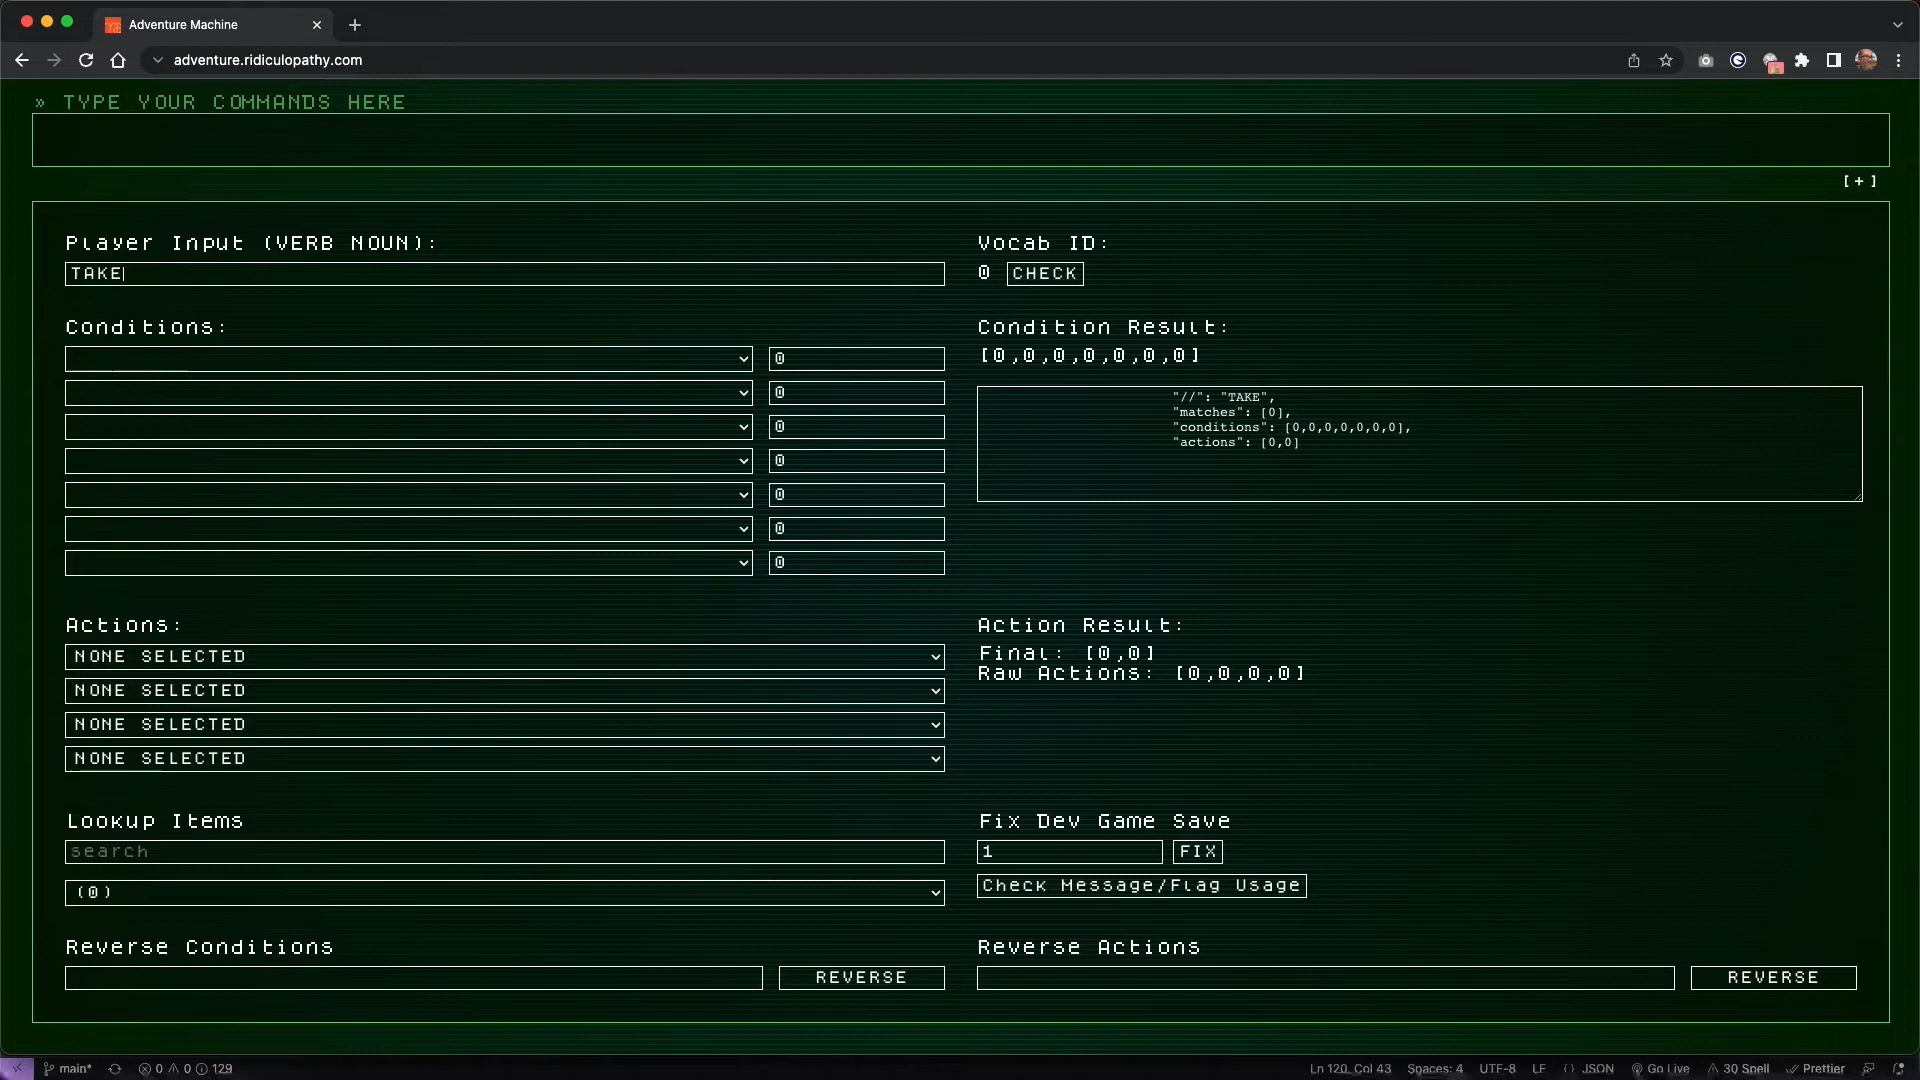 Adventure Machine
adventure.ridiculopathy.com
» TYPE YOUR COMMANDS HERE
[+]
Player Input (VERB NOUN):
Vocab ID:
TAKE
0 CHECK
Conditions:
Condition Result:
[0,0,0,0,0,0,0]
0
0
0
0
0
0
0
"//": "TAKE",
"matches": [0],
"conditions": [0,0,0,0,0,0,0],
"actions": [0,0]
Actions:
NONE SELECTED
NONE SELECTED
NONE SELECTED
NONE SELECTED
Action Result:
Final: [0,0]
Raw Actions: [0,0,0,0]
Lookup Items
search
(0)
Fix Dev Game Save
1 FIX
Check Message/Flag Usage
Reverse Conditions
REVERSE
Reverse Actions
REVERSE
main* 0 0 129 Ln 120, Col 43 Spaces: 4 UTF-8 LF {} JSON Go Live 30 Spell Prettier